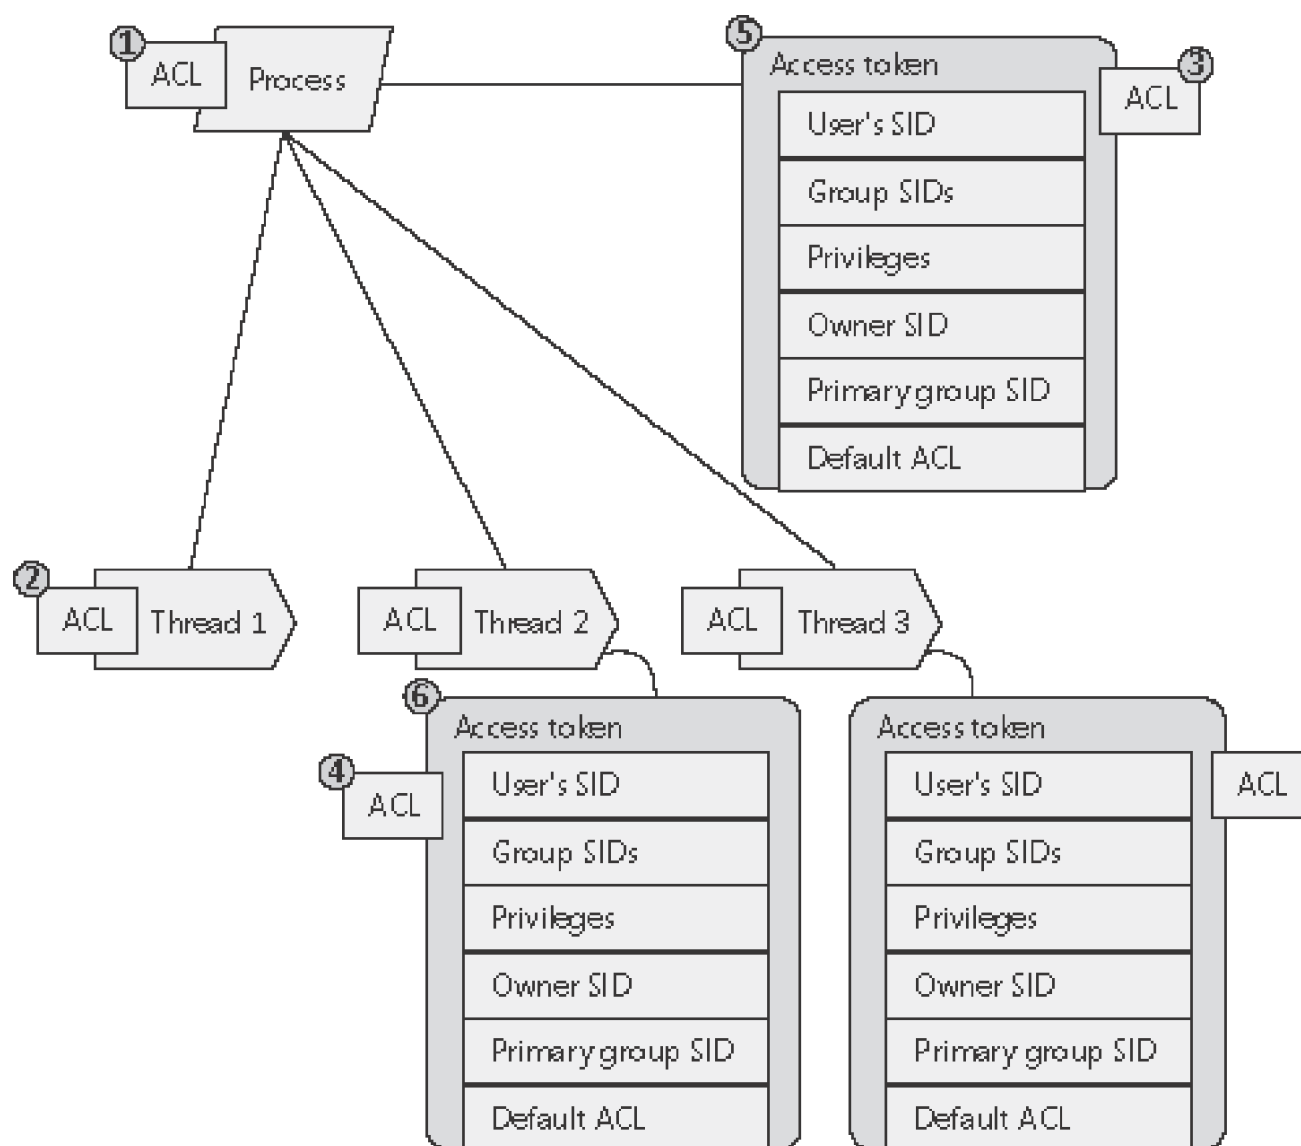 1
ACL
Process
5
Access token
3
ACL
User's SID
Group SIDs
Privileges
Owner SID
Primary group SID
Default ACL
2
ACL
Thread 1
ACL
Thread 2
ACL
Thread 3
6
Access token
4
ACL
User's SID
Group SIDs
Privileges
Owner SID
Primary group SID
Default ACL
Access token
ACL
User's SID
Group SIDs
Privileges
Owner SID
Primary group SID
Default ACL